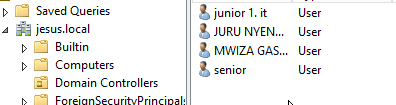 Saved Queries
jesus.local
Builtin
Computers
Domain Controllers
ForeignSecurityPrincipals
junior 1. it User
JURU NYEN... User
MWIZA GAS... User
senior User